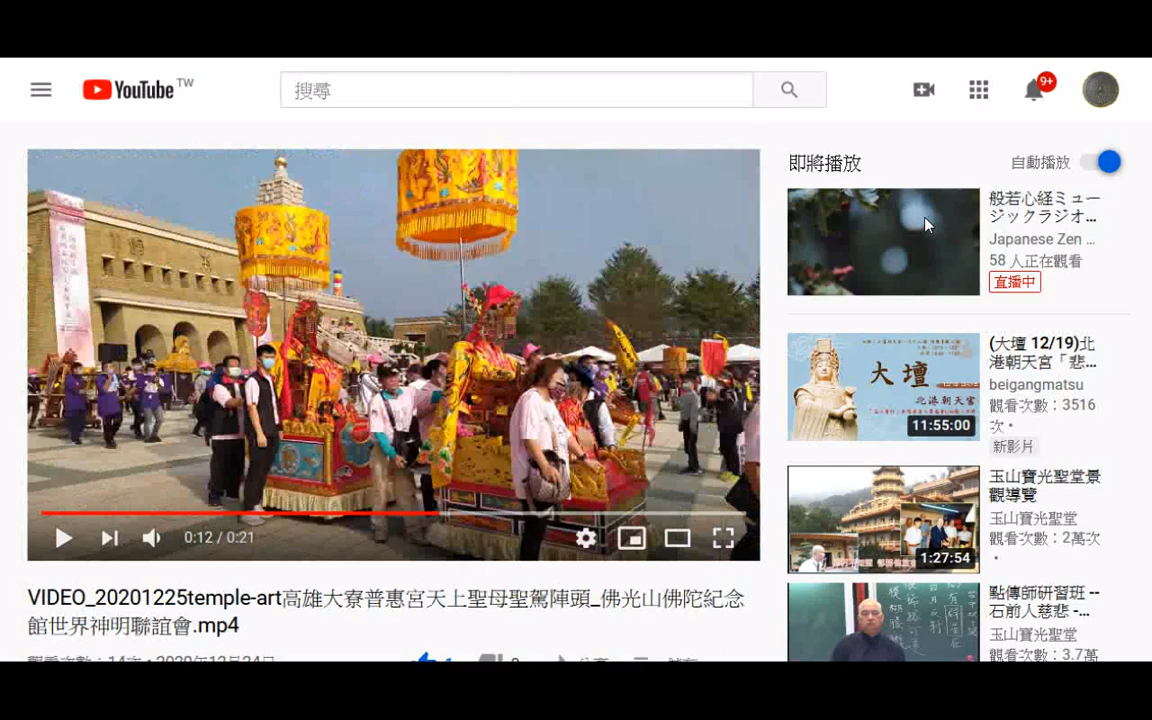 YouTube TW
搜尋
9+
0:12 / 0:21
VIDEO_20201225temple-art高雄大寮普惠宮天上聖母聖駕陣頭_佛光山佛陀紀念
館世界神明聯誼會.mp4
即將播放
自動播放
般若心経ミュー
ジックラジオ...
Japanese Zen ...
58 人正在觀看
直播中
大壇
北港朝天宮
11:55:00
(大壇 12/19)北
港朝天宮「悲...
beigangmatsu
觀看次數：3516
次・
新影片
1:27:54
玉山寶光聖堂景
觀導覽
玉山寶光聖堂
觀看次數：2萬次
・
點傳師研習班 --
石前人慈悲 -...
玉山寶光聖堂
觀看次數：3.7萬